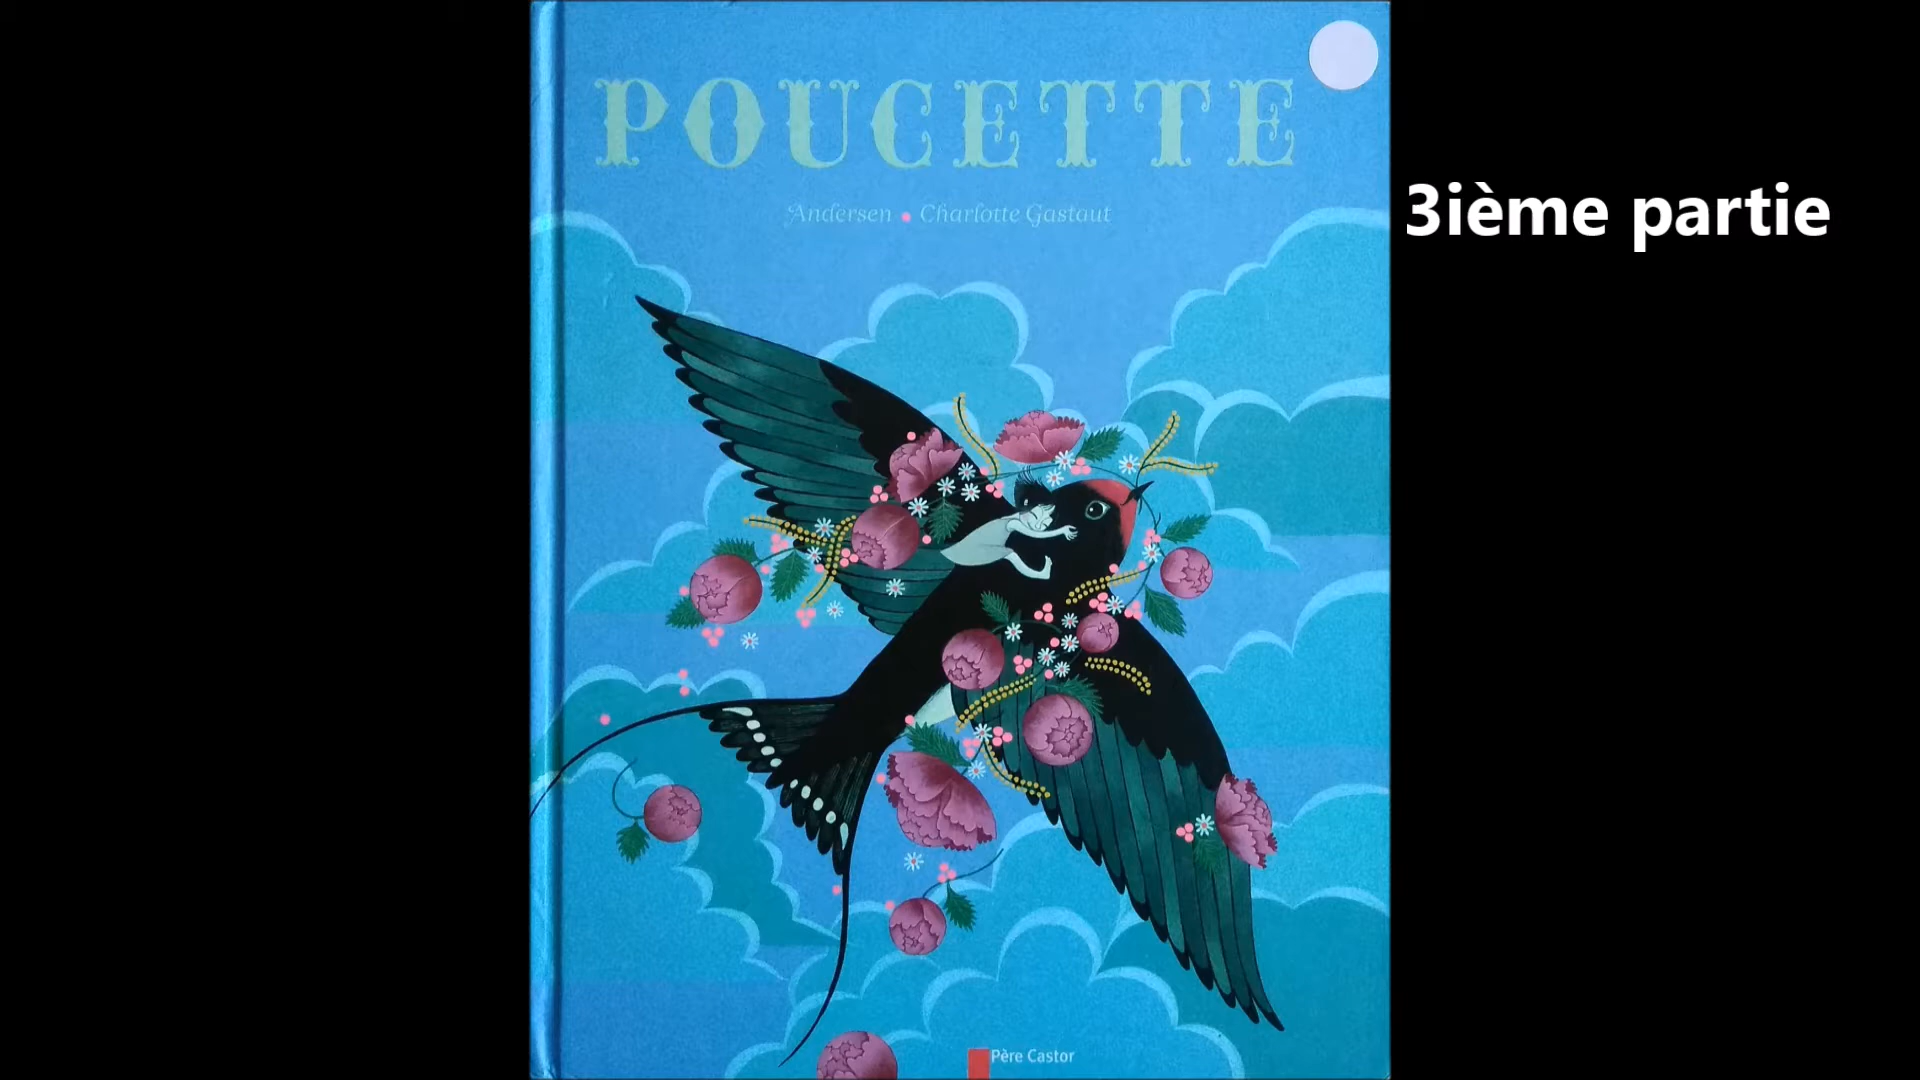 POUCETTE
Andersen • Charlotte Gastaut
3ième partie
Père Castor